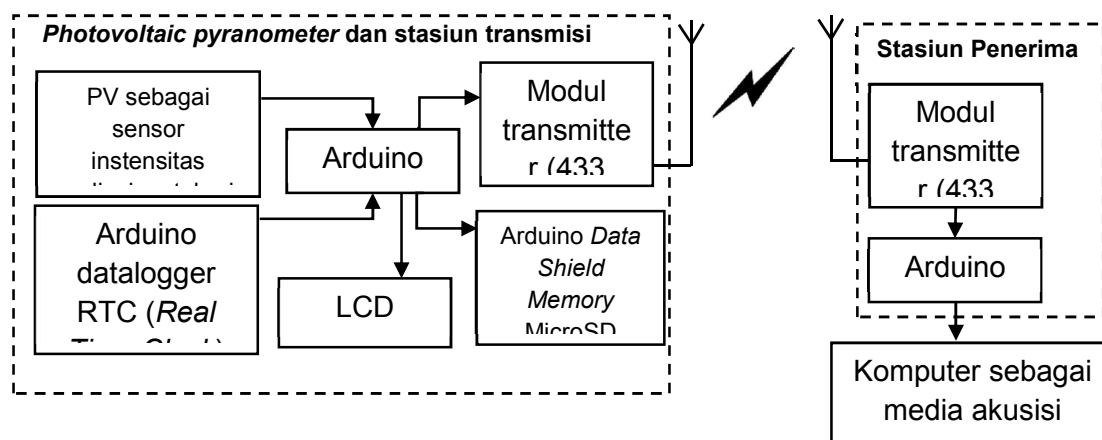 Photovoltaic pyranometer dan stasiun transmisi
PV sebagai
sensor
instensitas
Arduino
datalogger
RTC (Real
Arduino
LCD
Modul
transmitte
r (433
Arduino Data
Shield
Memory
MicroSD
Stasiun Penerima
Modul
transmitte
r (433
Arduino
Komputer sebagai
media akusisi